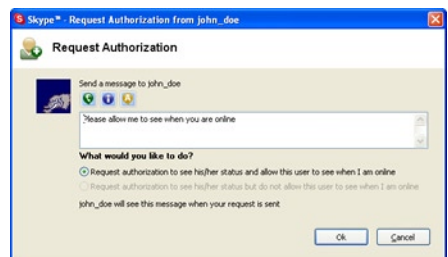 Skype™ - Request Authorization from john_doe
Request Authorization
Send a message to john_doe
Please allow me to see when you are online
What would you like to do?
Request authorization to see his/her status and allow this user to see when I am online
Request authorization to see his/her status but do not allow this user to see when I am online
john_doe will see this message when your request is sent
Ok Cancel